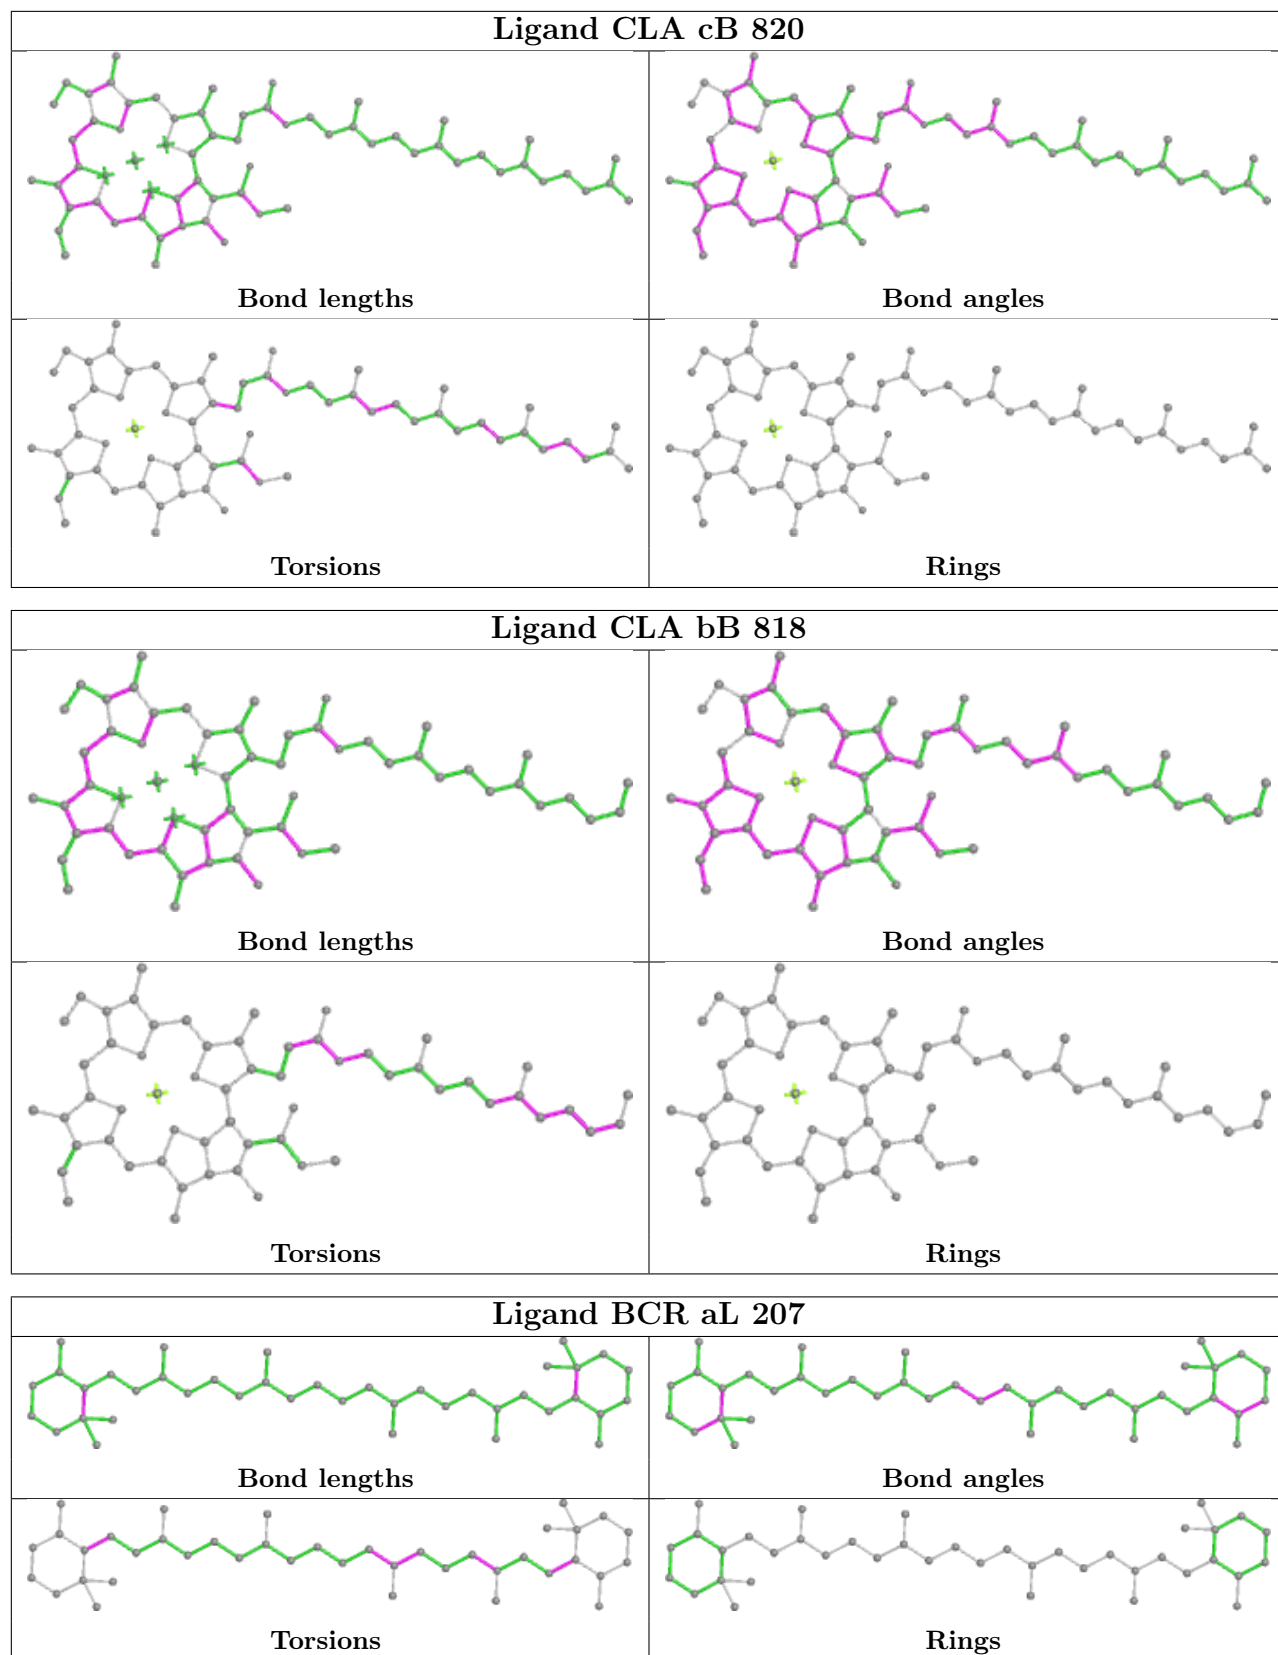 Ligand CLA cB 820
Bond lengths
Bond angles
Torsions
Rings
Ligand CLA bB 818
Bond lengths
Bond angles
Torsions
Rings
Ligand BCR aL 207
Bond lengths
Bond angles
Torsions
Rings